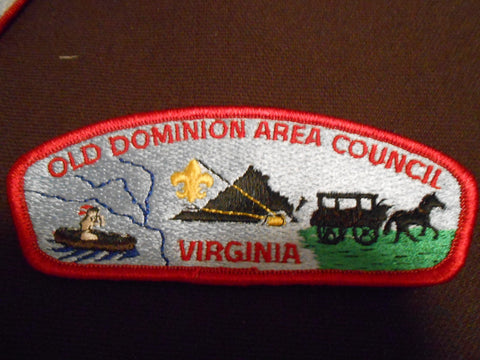 OLD DOMINION AREA COUNCIL
VIRGINIA